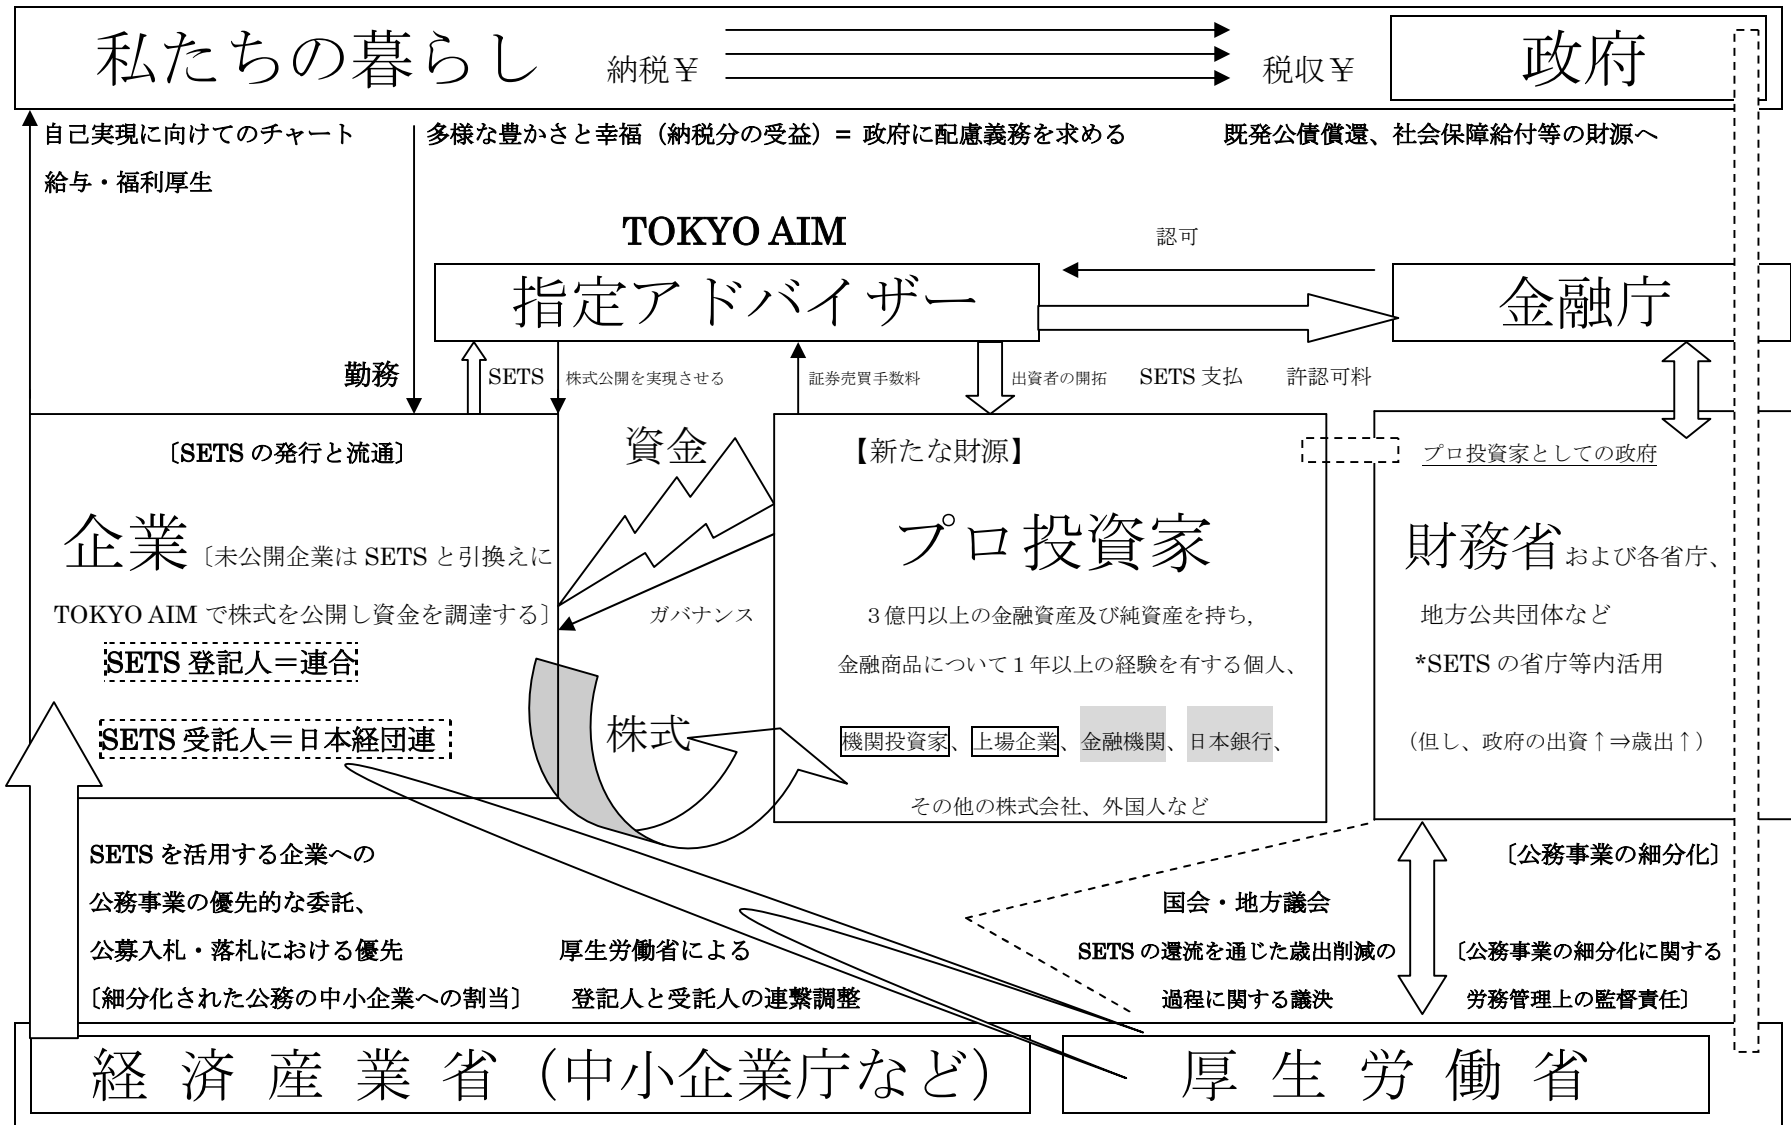 私たちの暮らし 納税￥ 税収￥ 政府
自己実現に向けてのチャート 多様な豊かさと幸福（納税分の受益）= 政府に配慮義務を求める 既発公債償還、社会保障給付等の財源へ
給与・福利厚生
TOKYO AIM 認可
指定アドバイザー 金融庁
勤務 SETS 株式公開を実現させる 証券売買手数料 出資者の開拓 SETS 支払 許認可料
〔SETS の発行と流通〕 資金 【新たな財源】 プロ投資家としての政府
企業〔未公開企業は SETS と引換えに プロ投資家 財務省および各省庁、
TOKYO AIM で株式を公開し資金を調達する〕 ガバナンス ３億円以上の金融資産及び純資産を持ち, 地方公共団体など
SETS 登記人＝連合 金融商品について１年以上の経験を有する個人、 *SETS の省庁等内活用
SETS 受託人＝日本経団連 株式 機関投資家、上場企業、金融機関、日本銀行、 （但し、政府の出資↑⇒歳出↑）
その他の株式会社、外国人など
SETS を活用する企業への 〔公務事業の細分化〕
公務事業の優先的な委託、 国会・地方議会
公募入札・落札における優先 厚生労働省による SETS の還流を通じた歳出削減の 〔公務事業の細分化に関する
〔細分化された公務の中小企業への割当〕 登記人と受託人の連繋調整 過程に関する議決 労務管理上の監督責任〕
経済産業省（中小企業庁など） 厚生労働省